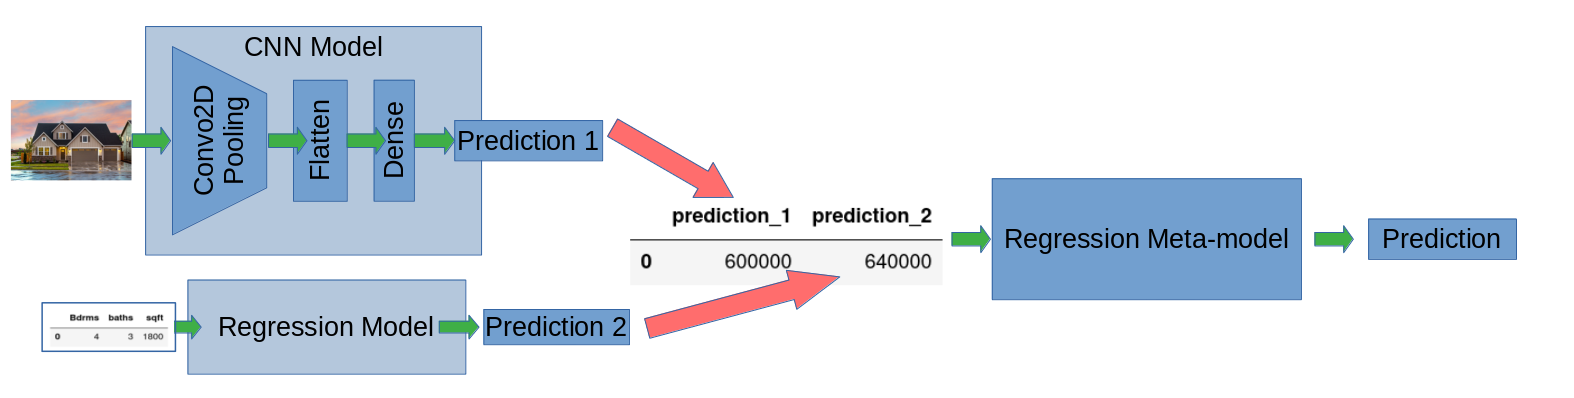 CNN Model
Convo2D
Pooling
Flatten
Dense
Prediction 1
prediction_1 prediction_2
0 600000 640000
Regression Meta-model
Prediction
Bdrms baths sqft
0 4 3 1800
Regression Model
Prediction 2